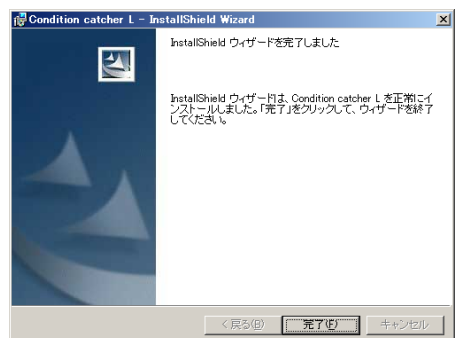 Condition catcher L - InstallShield Wizard
InstallShield ウィザードを完了しました
InstallShield ウィザードは、Condition catcher L を正常にイ
ンストールしました。「完了」をクリックして、ウィザードを終了
してください。
< 戻る(B)
完了(F)
キャンセル